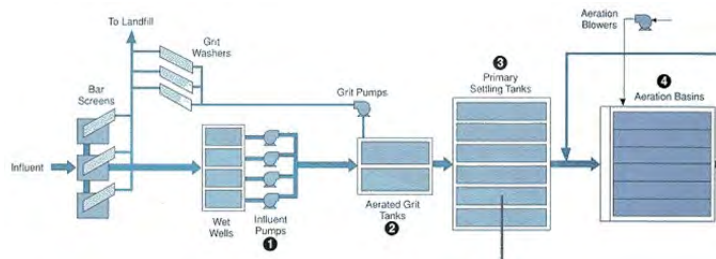 To Landfill
Grit
Washers
Aeration
Blowers
Bar
Screens
Grit Pumps
3
Primary
Settling Tanks
4
Aeration Basins
Influent
Wet
Wells
Influent
Pumps
1
Aerated Grit
Tanks
2